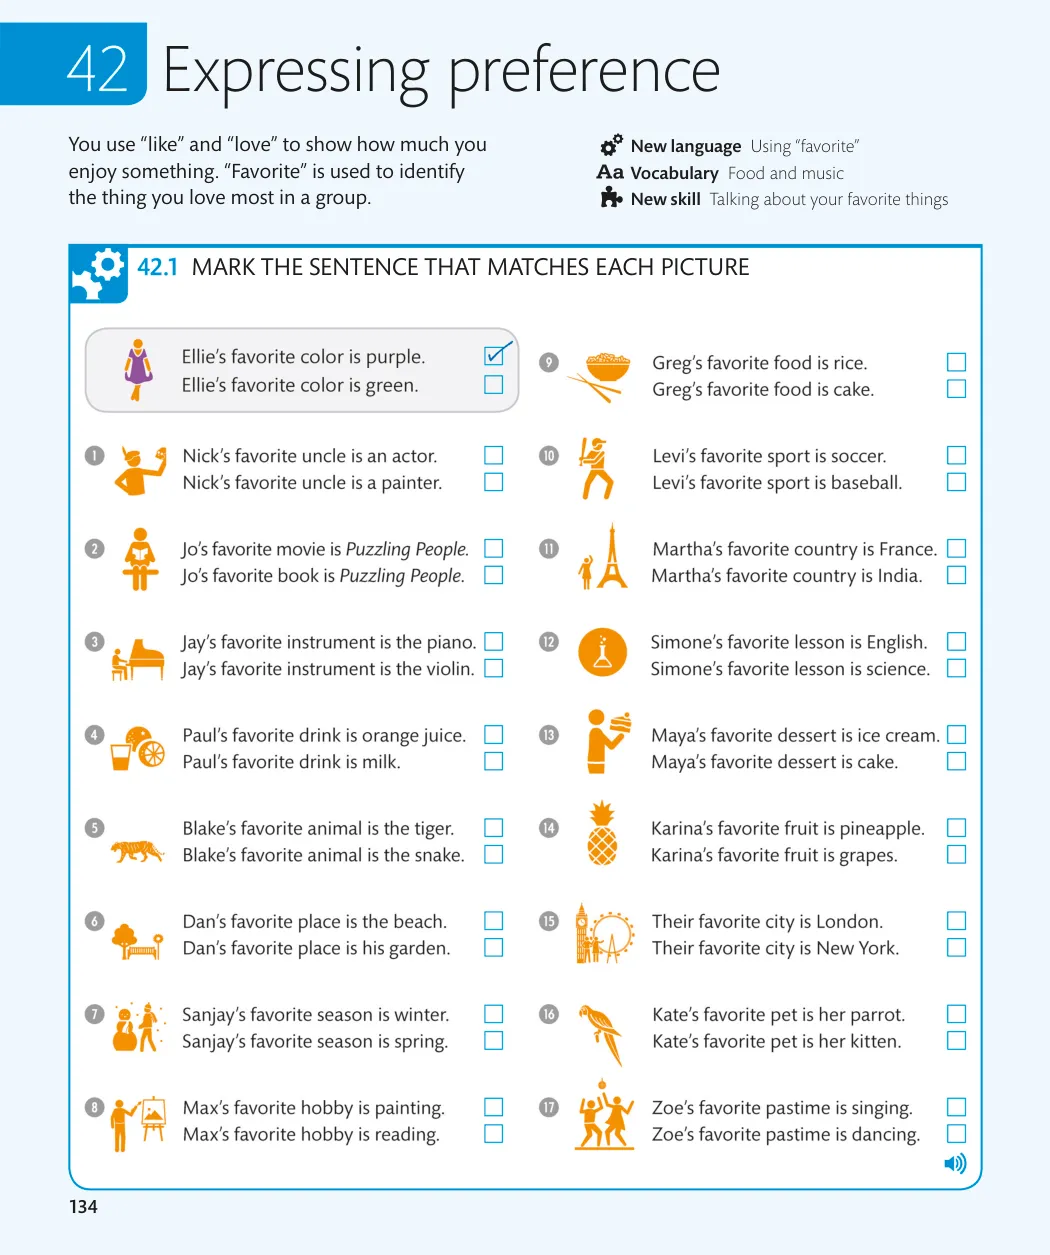 42 Expressing preference
You use “like” and “love” to show how much you
enjoy something. “Favorite” is used to identify
the thing you love most in a group.
New language Using “favorite”
Aa Vocabulary Food and music
New skill Talking about your favorite things
42.1 MARK THE SENTENCE THAT MATCHES EACH PICTURE
Ellie’s favorite color is purple.
Ellie’s favorite color is green.
1 Nick’s favorite uncle is an actor.
Nick’s favorite uncle is a painter.
2 Jo’s favorite movie is Puzzling People.
Jo’s favorite book is Puzzling People.
3 Jay’s favorite instrument is the piano.
Jay’s favorite instrument is the violin.
4 Paul’s favorite drink is orange juice.
Paul’s favorite drink is milk.
5 Blake’s favorite animal is the tiger.
Blake’s favorite animal is the snake.
6 Dan’s favorite place is the beach.
Dan’s favorite place is his garden.
7 Sanjay’s favorite season is winter.
Sanjay’s favorite season is spring.
8 Max’s favorite hobby is painting.
Max’s favorite hobby is reading.
9 Greg’s favorite food is rice.
Greg’s favorite food is cake.
10 Levi’s favorite sport is soccer.
Levi’s favorite sport is baseball.
11 Martha’s favorite country is France.
Martha’s favorite country is India.
12 Simone’s favorite lesson is English.
Simone’s favorite lesson is science.
13 Maya’s favorite dessert is ice cream.
Maya’s favorite dessert is cake.
14 Karina’s favorite fruit is pineapple.
Karina’s favorite fruit is grapes.
15 Their favorite city is London.
Their favorite city is New York.
16 Kate’s favorite pet is her parrot.
Kate’s favorite pet is her kitten.
17 Zoe’s favorite pastime is singing.
Zoe’s favorite pastime is dancing.
134